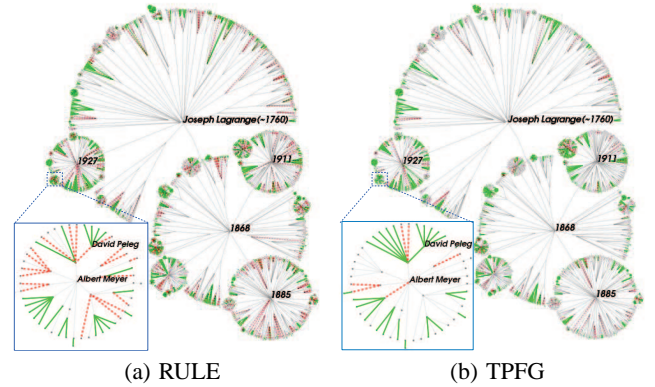 Joseph Lagrange(~1760)
1927
1911
1868
David Peleg
Albert Meyer
1885
(a) RULE
Joseph Lagrange(~1760)
1927
1911
1868
David Peleg
Albert Meyer
1885
(b) TPFG